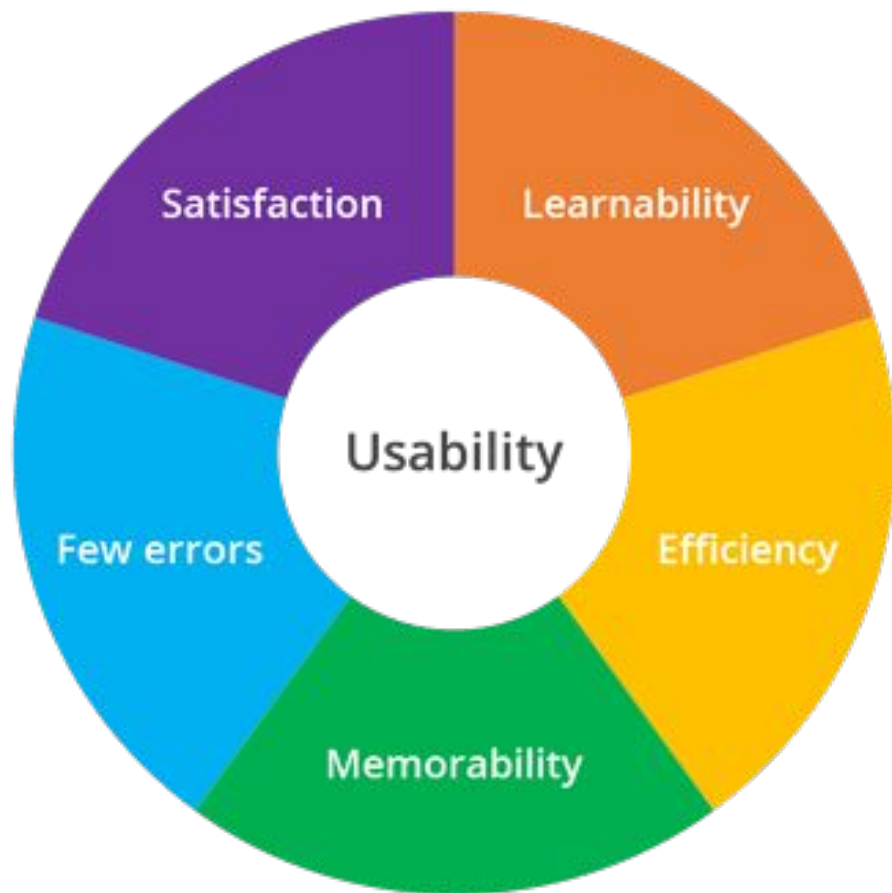 Satisfaction
Learnability
Usability
Few errors
Efficiency
Memorability